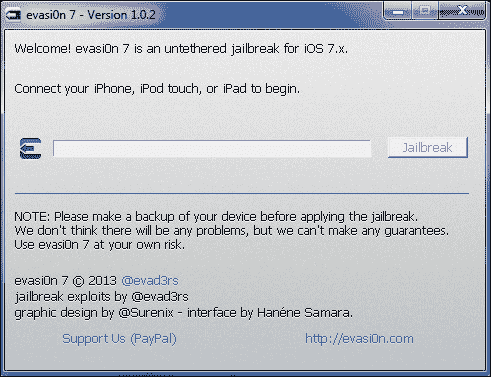 evasi0n 7 - Version 1.0.2
Welcome! evasi0n 7 is an untethered jailbreak for iOS 7.x.
Connect your iPhone, iPod touch, or iPad to begin.
Jailbreak
NOTE: Please make a backup of your device before applying the jailbreak.
We don't think there will be any problems, but we can't make any guarantees.
Use evasi0n 7 at your own risk.
evasi0n 7 © 2013 @evad3rs
jailbreak exploits by @evad3rs
graphic design by @Surenix - interface by Hanéne Samara.
Support Us (PayPal) http://evasi0n.com